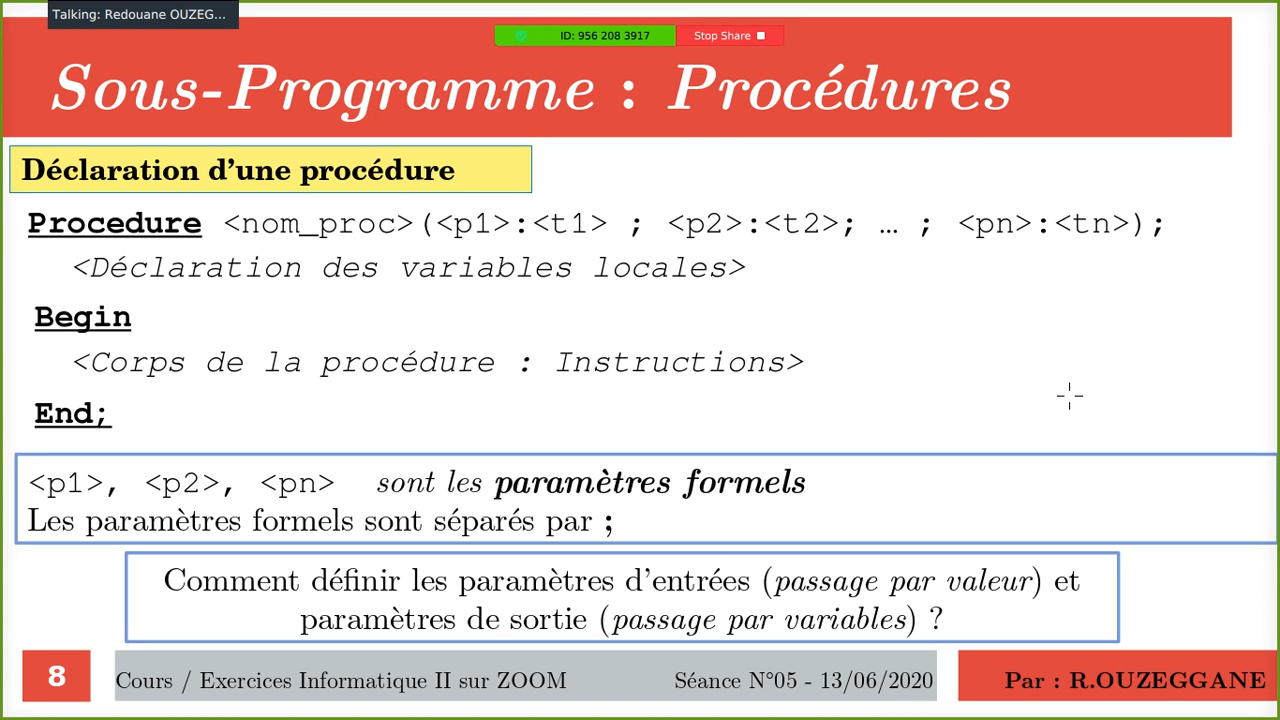 Talking: Redouane OUZEG...
ID: 956 208 3917
Stop Share
Sous-Programme : Procédures
Déclaration d'une procédure
Procedure <nom_proc>(<p1>:<t1> ; <p2>:<t2>; … ; <pn>:<tn>);
<Déclaration des variables locales>
Begin
<Corps de la procédure : Instructions>
End;
<p1>, <p2>, <pn> sont les paramètres formels
Les paramètres formels sont séparés par ;
Comment définir les paramètres d'entrées (passage par valeur) et
paramètres de sortie (passage par variables) ?
8
Cours / Exercices Informatique II sur ZOOM
Séance N°05 - 13/06/2020
Par : R.OUZEGGANE